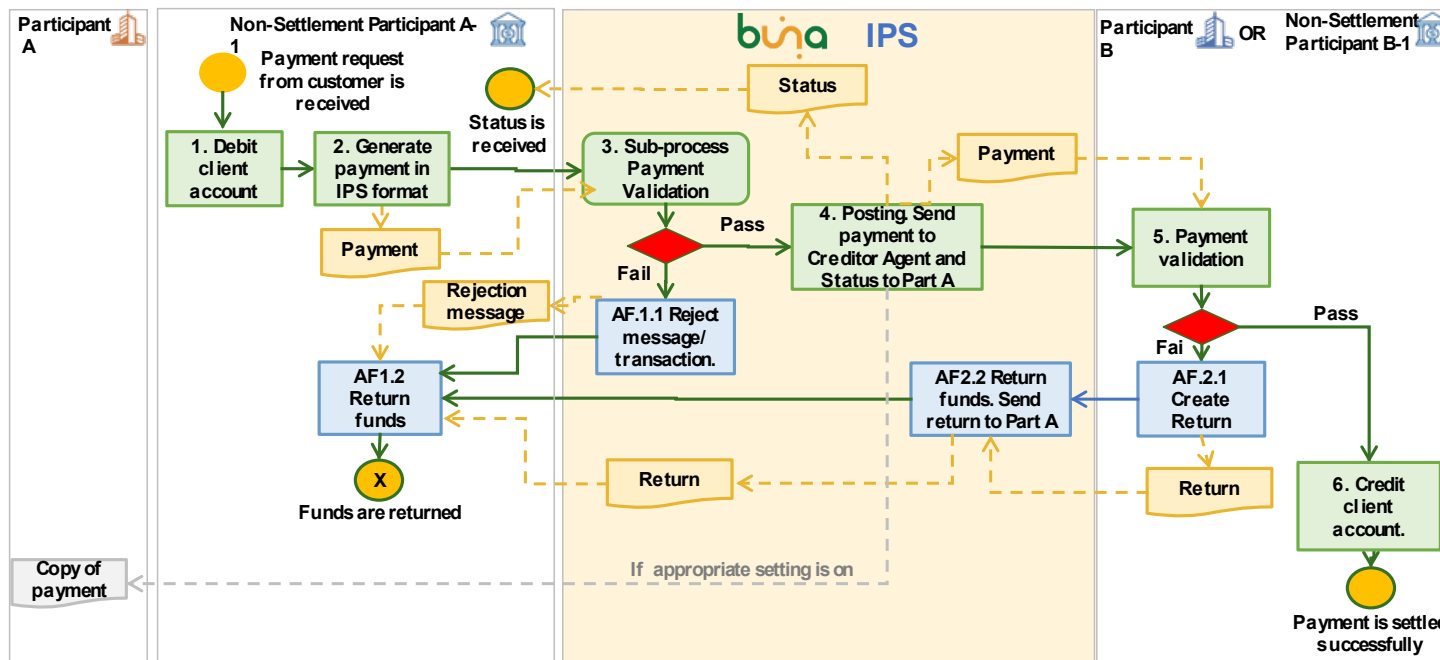 Participant
A
Non-Settlement Participant A-
1
buna IPS
Participant
B
OR
Non-Settlement
Participant B-1
Payment request
from customer is
received
Status is
received
Status
1. Debit
client
account
2. Generate
payment in
IPS format
3. Sub-process
Payment
Validation
Payment
Payment
Pass
Fail
4. Posting. Send
payment to
Creditor Agent and
Status to Part A
5. Payment
validation
Rejection
message
AF.1.1 Reject
message/
transaction.
Pass
Fai
AF1.2
Return
funds
AF2.2 Return
funds. Send
return to Part A
AF.2.1
Create
Return
X
Funds are returned
Return
Return
6. Credit
client
account.
Copy of
payment
If appropriate setting is on
Payment is settled
successfully